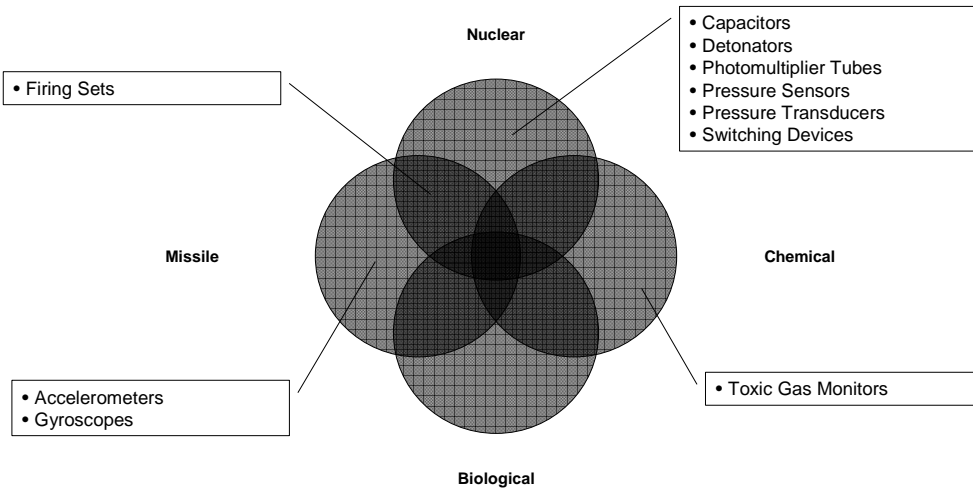 Nuclear
• Capacitors
• Detonators
• Photomultiplier Tubes
• Pressure Sensors
• Pressure Transducers
• Switching Devices
• Firing Sets
Missile
Chemical
• Accelerometers
• Gyroscopes
• Toxic Gas Monitors
Biological